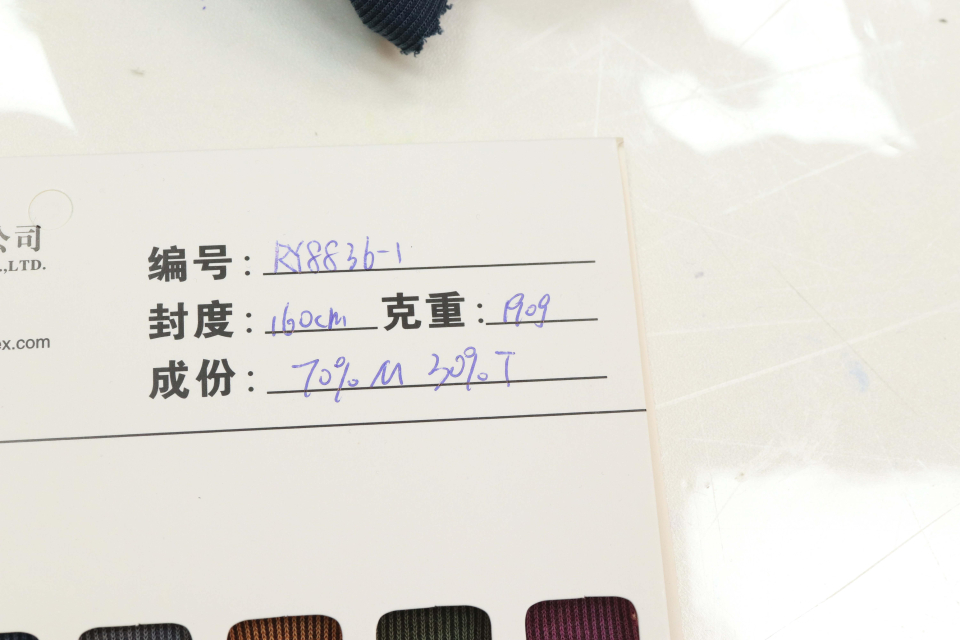 公司
.,LTD.
ex.com
编号: RY8836-1
封度: 160cm 克重: 190g
成份: 70% M 30% T